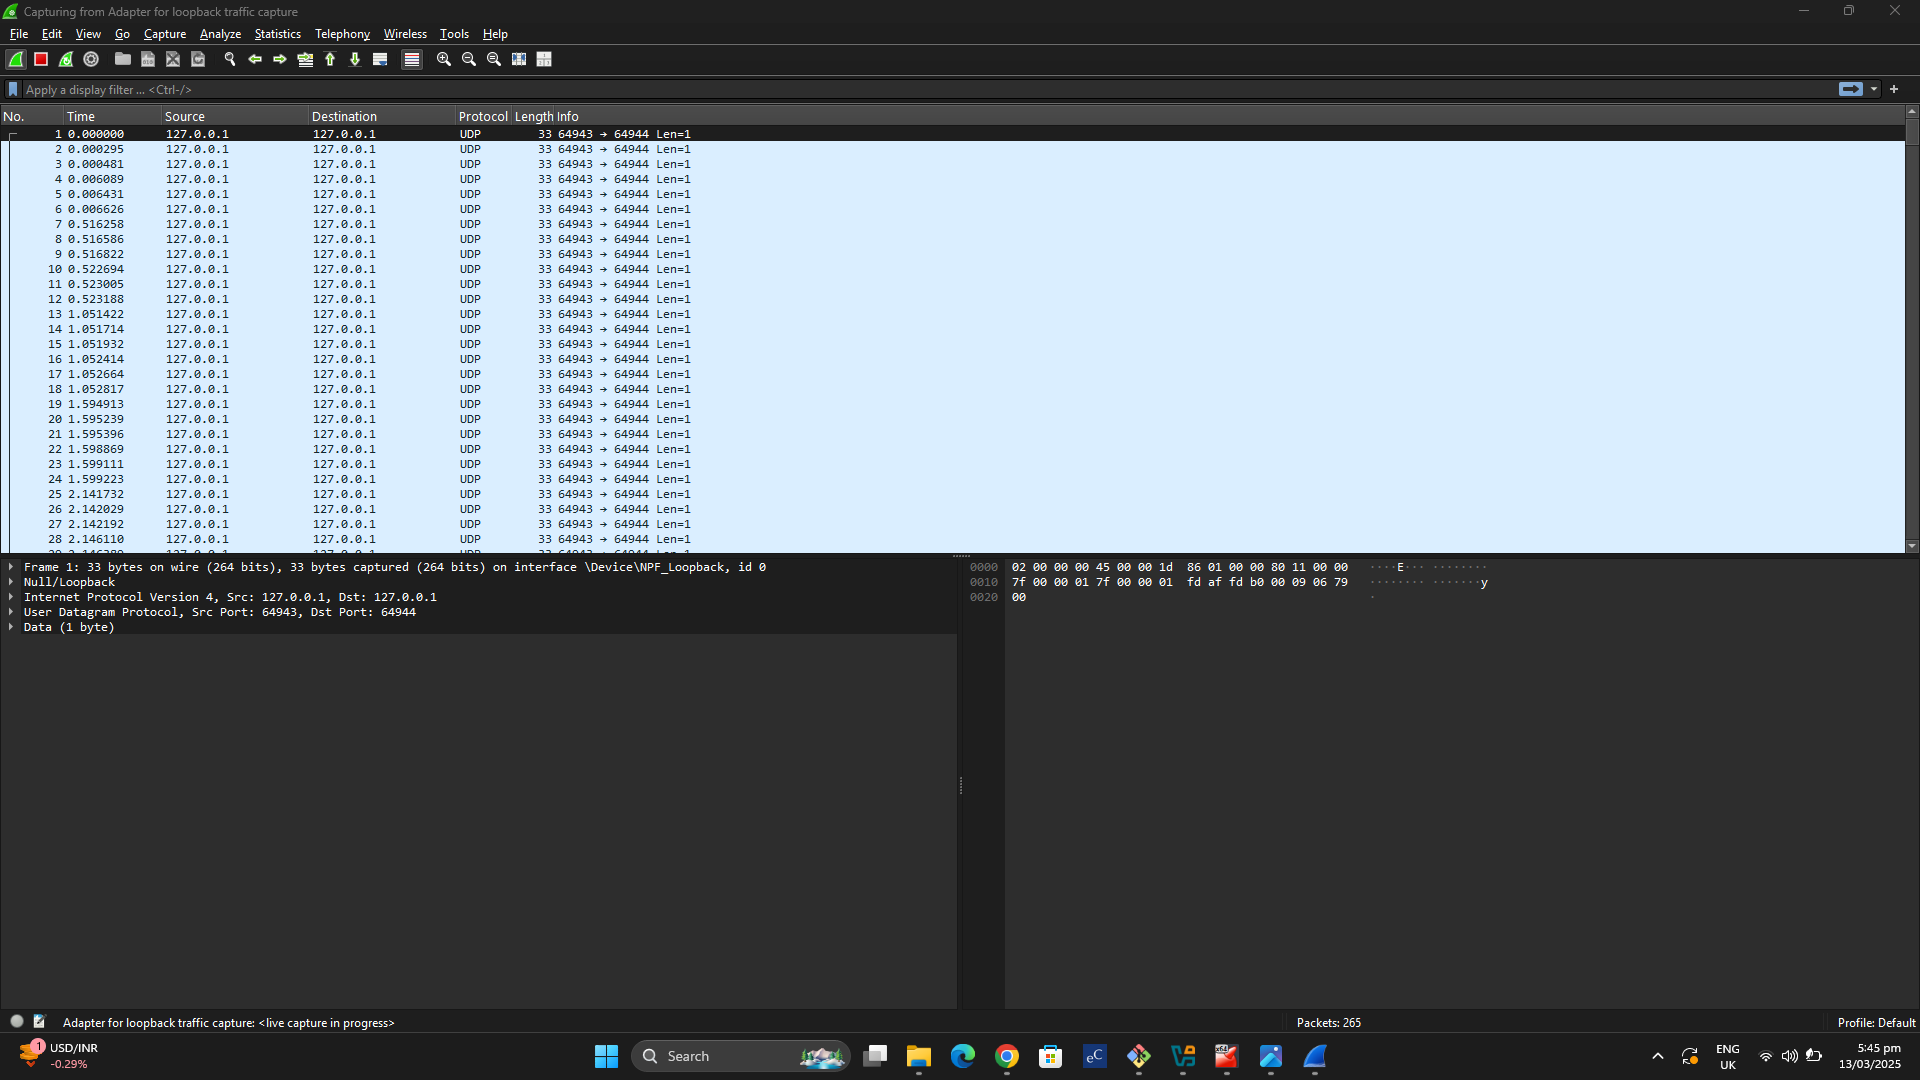 Capturing from Adapter for loopback traffic capture
File Edit View Go Capture Analyze Statistics Telephony Wireless Tools Help
Apply a display filter ... <Ctrl-/>
No. Time Source Destination Protocol Length Info
1 0.000000 127.0.0.1 127.0.0.1 UDP 33 64943 → 64944 Len=1
2 0.000295 127.0.0.1 127.0.0.1 UDP 33 64943 → 64944 Len=1
3 0.000481 127.0.0.1 127.0.0.1 UDP 33 64943 → 64944 Len=1
4 0.006089 127.0.0.1 127.0.0.1 UDP 33 64943 → 64944 Len=1
5 0.006431 127.0.0.1 127.0.0.1 UDP 33 64943 → 64944 Len=1
6 0.006626 127.0.0.1 127.0.0.1 UDP 33 64943 → 64944 Len=1
7 0.516258 127.0.0.1 127.0.0.1 UDP 33 64943 → 64944 Len=1
8 0.516586 127.0.0.1 127.0.0.1 UDP 33 64943 → 64944 Len=1
9 0.516822 127.0.0.1 127.0.0.1 UDP 33 64943 → 64944 Len=1
10 0.522694 127.0.0.1 127.0.0.1 UDP 33 64943 → 64944 Len=1
11 0.523005 127.0.0.1 127.0.0.1 UDP 33 64943 → 64944 Len=1
12 0.523188 127.0.0.1 127.0.0.1 UDP 33 64943 → 64944 Len=1
13 1.051422 127.0.0.1 127.0.0.1 UDP 33 64943 → 64944 Len=1
14 1.051714 127.0.0.1 127.0.0.1 UDP 33 64943 → 64944 Len=1
15 1.051932 127.0.0.1 127.0.0.1 UDP 33 64943 → 64944 Len=1
16 1.052414 127.0.0.1 127.0.0.1 UDP 33 64943 → 64944 Len=1
17 1.052664 127.0.0.1 127.0.0.1 UDP 33 64943 → 64944 Len=1
18 1.052817 127.0.0.1 127.0.0.1 UDP 33 64943 → 64944 Len=1
19 1.594913 127.0.0.1 127.0.0.1 UDP 33 64943 → 64944 Len=1
20 1.595239 127.0.0.1 127.0.0.1 UDP 33 64943 → 64944 Len=1
21 1.595396 127.0.0.1 127.0.0.1 UDP 33 64943 → 64944 Len=1
22 1.598869 127.0.0.1 127.0.0.1 UDP 33 64943 → 64944 Len=1
23 1.599111 127.0.0.1 127.0.0.1 UDP 33 64943 → 64944 Len=1
24 1.599223 127.0.0.1 127.0.0.1 UDP 33 64943 → 64944 Len=1
25 2.141732 127.0.0.1 127.0.0.1 UDP 33 64943 → 64944 Len=1
26 2.142029 127.0.0.1 127.0.0.1 UDP 33 64943 → 64944 Len=1
27 2.142192 127.0.0.1 127.0.0.1 UDP 33 64943 → 64944 Len=1
28 2.146110 127.0.0.1 127.0.0.1 UDP 33 64943 → 64944 Len=1
Frame 1: 33 bytes on wire (264 bits), 33 bytes captured (264 bits) on interface \Device\NPF_Loopback, id 0
Null/Loopback
Internet Protocol Version 4, Src: 127.0.0.1, Dst: 127.0.0.1
User Datagram Protocol, Src Port: 64943, Dst Port: 64944
Data (1 byte)
0000 02 00 00 00 45 00 00 1d 86 01 00 00 80 11 00 00 ····E··· ········
0010 7f 00 00 01 7f 00 00 01 fd af fd b0 00 09 06 79 ········ ·······y
0020 00 ·
Adapter for loopback traffic capture: <live capture in progress>
Packets: 265
Profile: Default
1
USD/INR
-0.29%
Search
eC
x64
ENG
UK
5:45 pm
13/03/2025